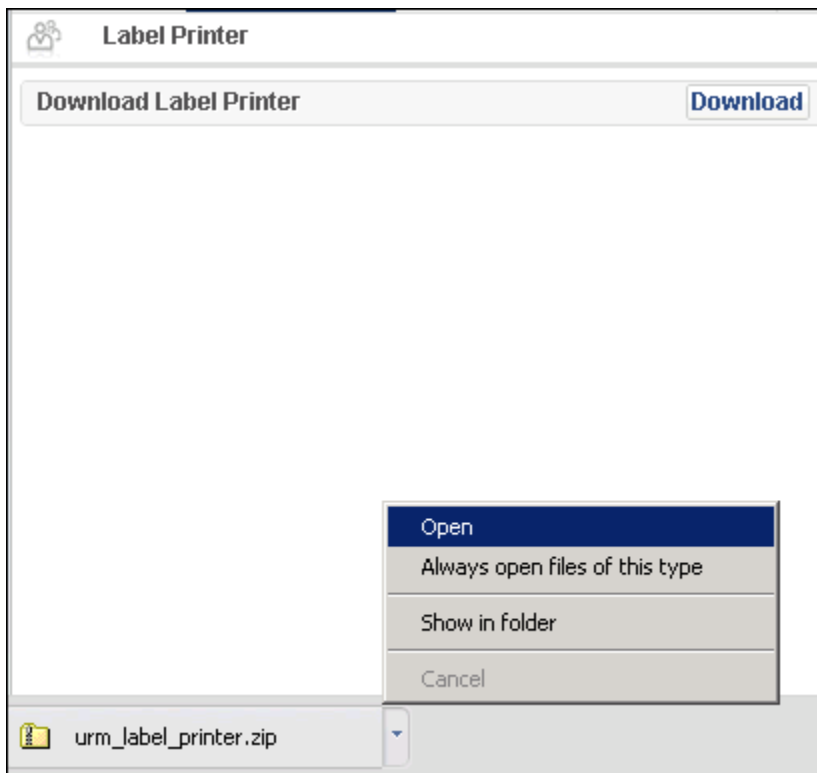 Label Printer
Download Label Printer Download
Open
Always open files of this type
Show in folder
Cancel
urm_label_printer.zip